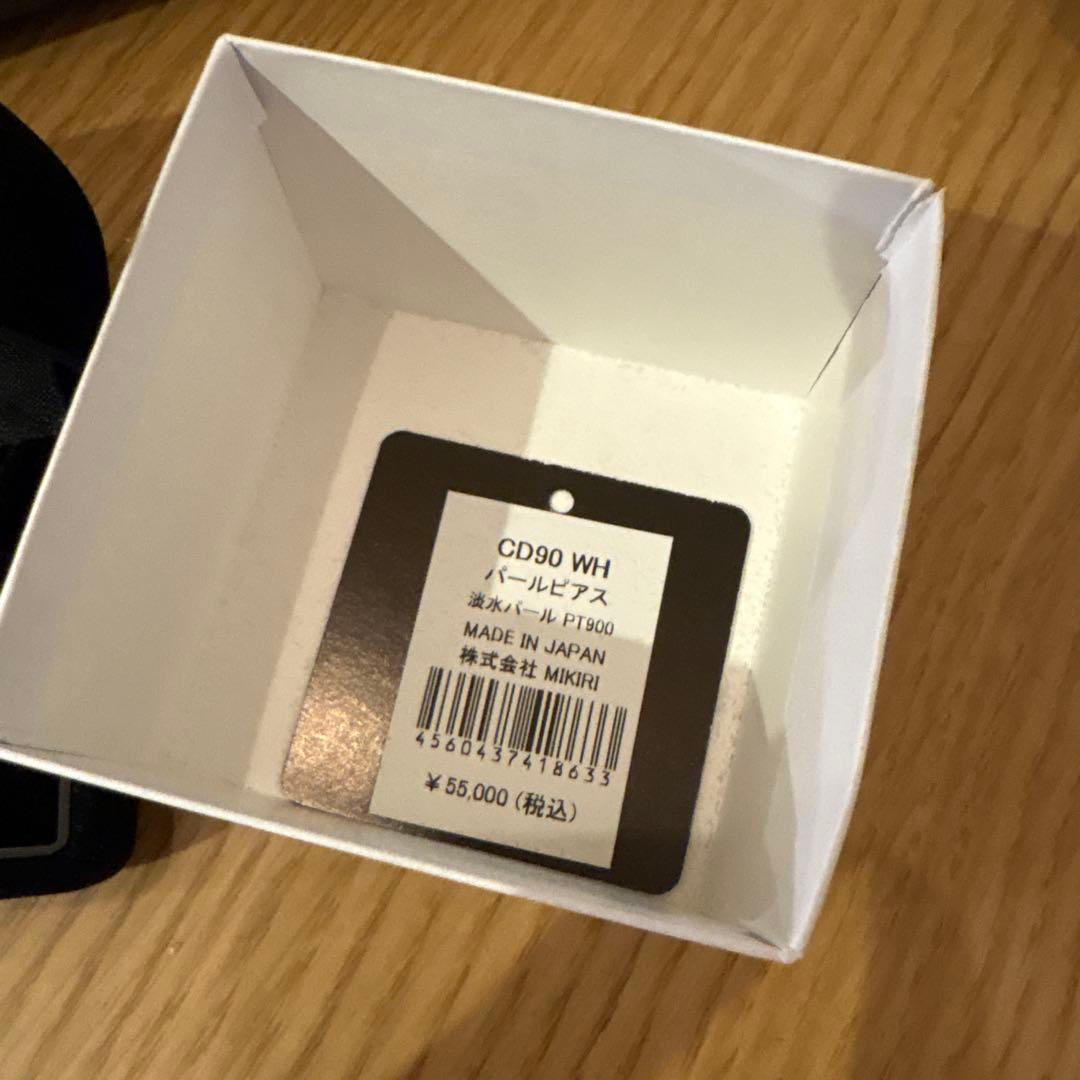 CD90 WH
パールピアス
淡水パール PT900
MADE IN JAPAN
株式会社 MIKIRI
4560437418633
￥55,000(税込)